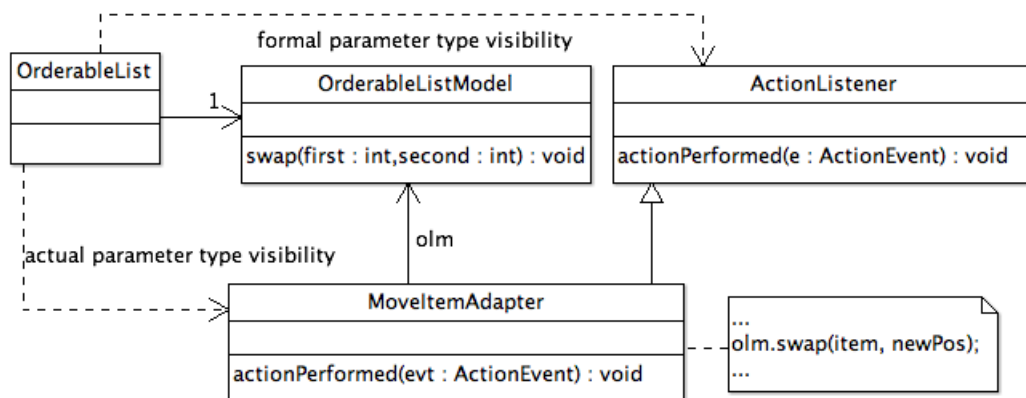 formal parameter type visibility
OrderableList
OrderableListModel
ActionListener
1
swap(first : int,second : int) : void
actionPerformed(e : ActionEvent) : void
olm
actual parameter type visibility
MoveItemAdapter
...
olm.swap(item, newPos);
...
actionPerformed(evt : ActionEvent) : void